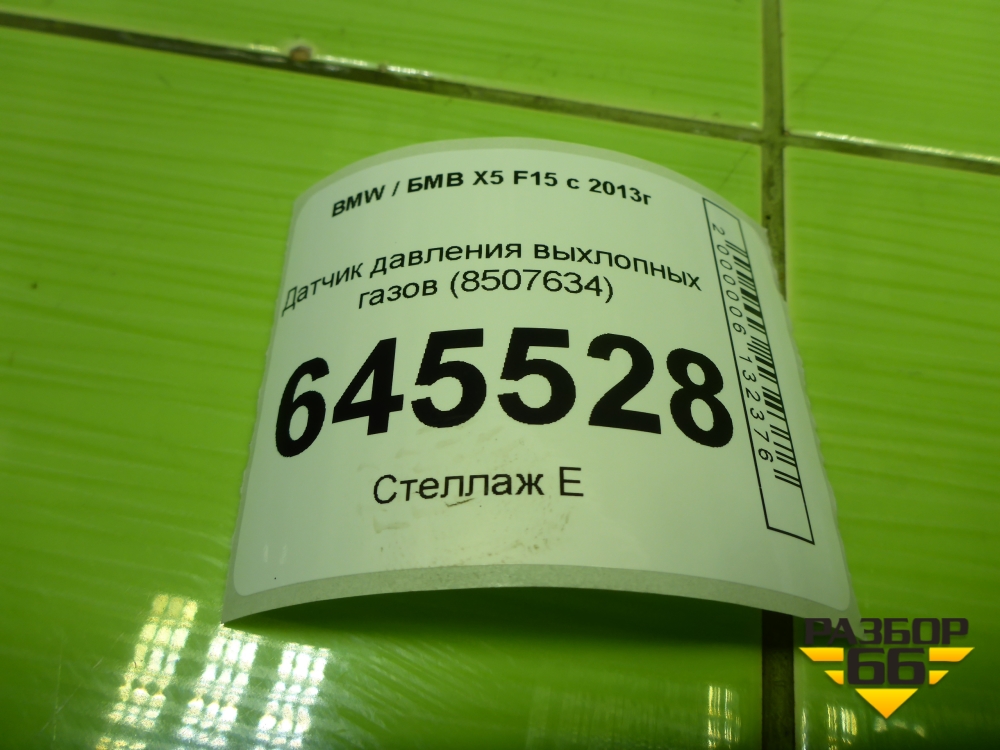 BMW / БМВ X5 F15 с 2013г
Датчик давления выхлопных
газов (8507634)
645528
Стеллаж Е
2000006132376
РАЗБОР
66